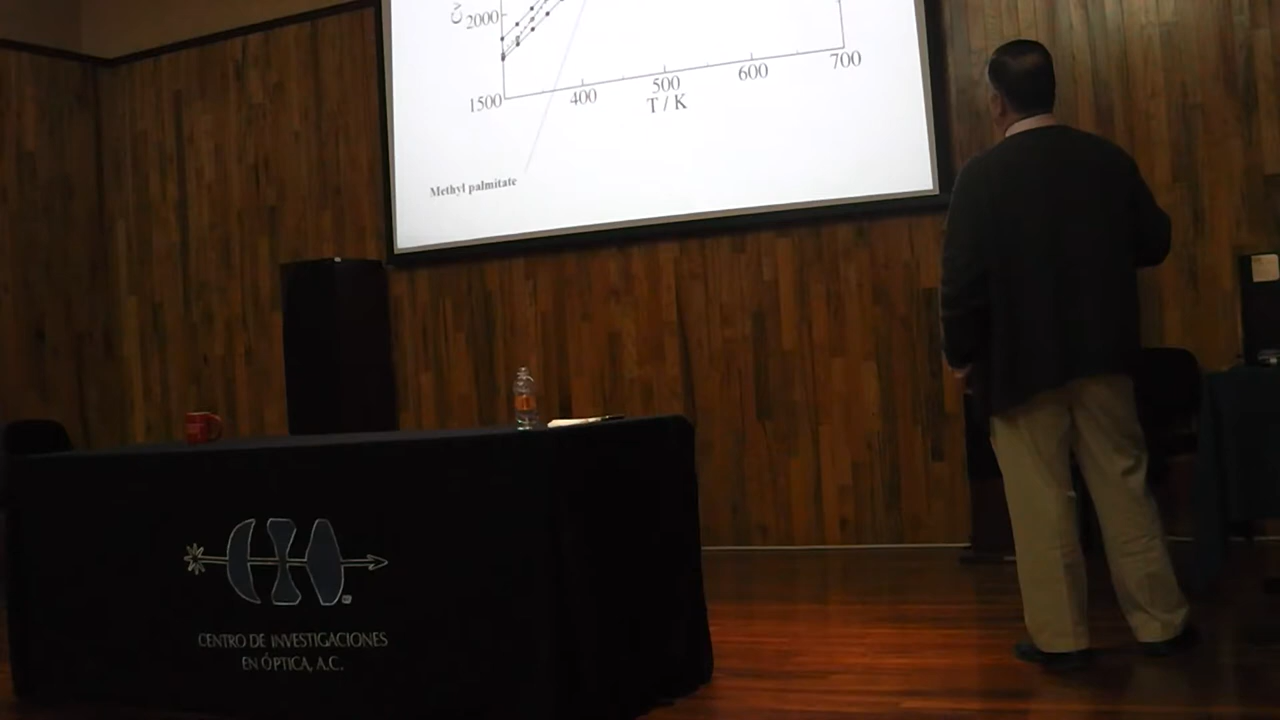 2000
1500
400
500
600
700
T / K
Methyl palmitate
CENTRO DE INVESTIGACIONES
EN ÓPTICA, A.C.